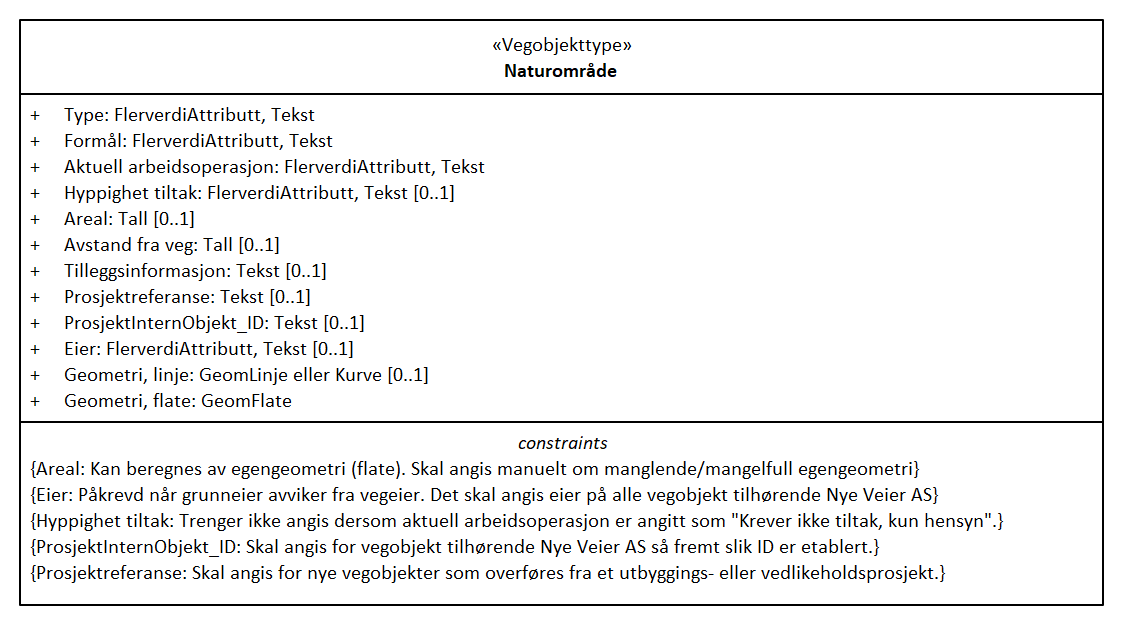 «Vegobjekttype»
Naturområde
+ Type: FlerverdiAttributt, Tekst
+ Formål: FlerverdiAttributt, Tekst
+ Aktuell arbeidsoperasjon: FlerverdiAttributt, Tekst
+ Hyppighet tiltak: FlerverdiAttributt, Tekst [0..1]
+ Areal: Tall [0..1]
+ Avstand fra veg: Tall [0..1]
+ Tilleggsinformasjon: Tekst [0..1]
+ Prosjektreferanse: Tekst [0..1]
+ ProsjektInternObjekt_ID: Tekst [0..1]
+ Eier: FlerverdiAttributt, Tekst [0..1]
+ Geometri, linje: GeomLinje eller Kurve [0..1]
+ Geometri, flate: GeomFlate
constraints
{Areal: Kan beregnes av egengeometri (flate). Skal angis manuelt om manglende/mangelfull egengeometri}
{Eier: Påkrevd når grunneier avviker fra vegeier. Det skal angis eier på alle vegobjekt tilhørende Nye Veier AS}
{Hyppighet tiltak: Trenger ikke angis dersom aktuell arbeidsoperasjon er angitt som "Krever ikke tiltak, kun hensyn".}
{ProsjektInternObjekt_ID: Skal angis for vegobjekt tilhørende Nye Veier AS så fremt slik ID er etablert.}
{Prosjektreferanse: Skal angis for nye vegobjekter som overføres fra et utbyggings- eller vedlikeholdsprosjekt.}